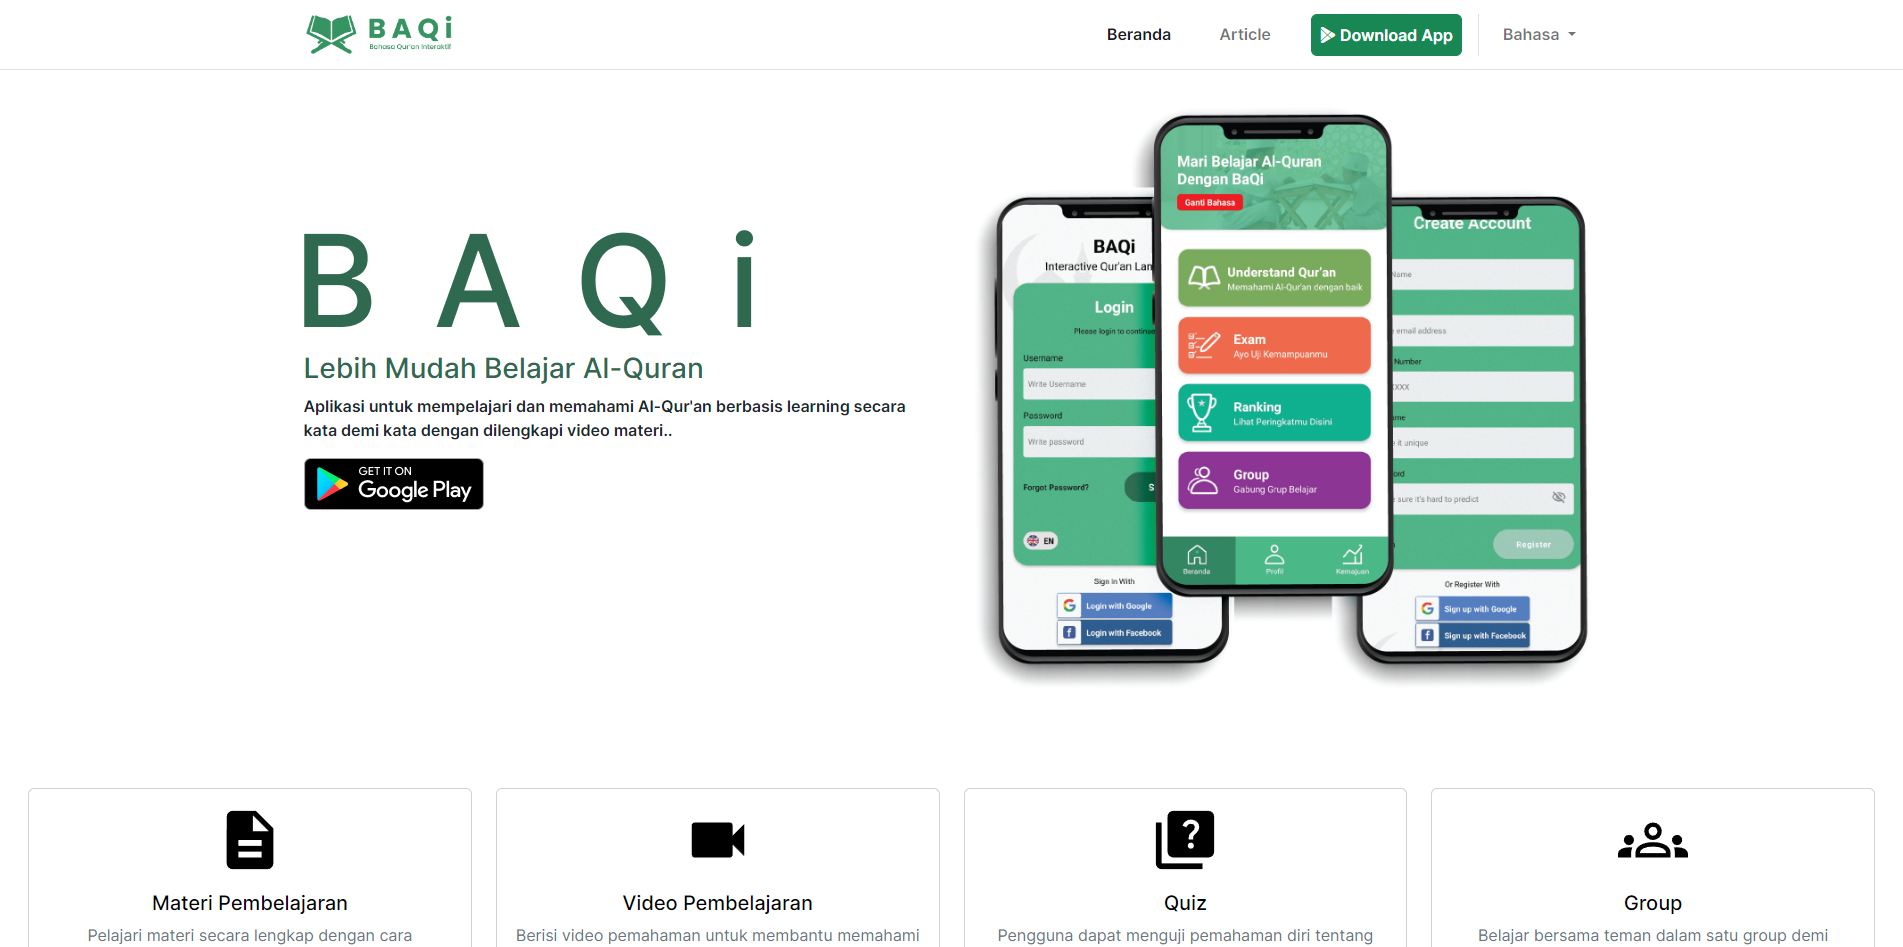 BAQi
Bahasa Qur'an Interaktif
Beranda
Article
Download App
Bahasa
B A Q i
Lebih Mudah Belajar Al-Quran
Aplikasi untuk mempelajari dan memahami Al-Qur'an berbasis learning secara
kata demi kata dengan dilengkapi video materi..
GET IT ON
Google Play
BAQi
Interactive Qur'an Lan
Login
Please login to continue
Username
Write Username
Password
Write password
Forgot Password?
S
EN
Sign In With
Login with Google
Login with Facebook
Mari Belajar Al-Quran
Dengan BaQi
Ganti Bahasa
Understand Qur'an
Memahami Al-Qur'an dengan baik
Exam
Ayo Uji Kemampuanmu
Ranking
Lihat Peringkatmu Disini
Group
Gabung Grup Belajar
Beranda
Profil
Kemajuan
Create Account
Name
email address
Number
XXX
me
it unique
ord
sure it's hard to predict
Register
Or Register With
Sign up with Google
Sign up with Facebook
Materi Pembelajaran
Pelajari materi secara lengkap dengan cara
Video Pembelajaran
Berisi video pemahaman untuk membantu memahami
Quiz
Pengguna dapat menguji pemahaman diri tentang
Group
Belajar bersama teman dalam satu group demi